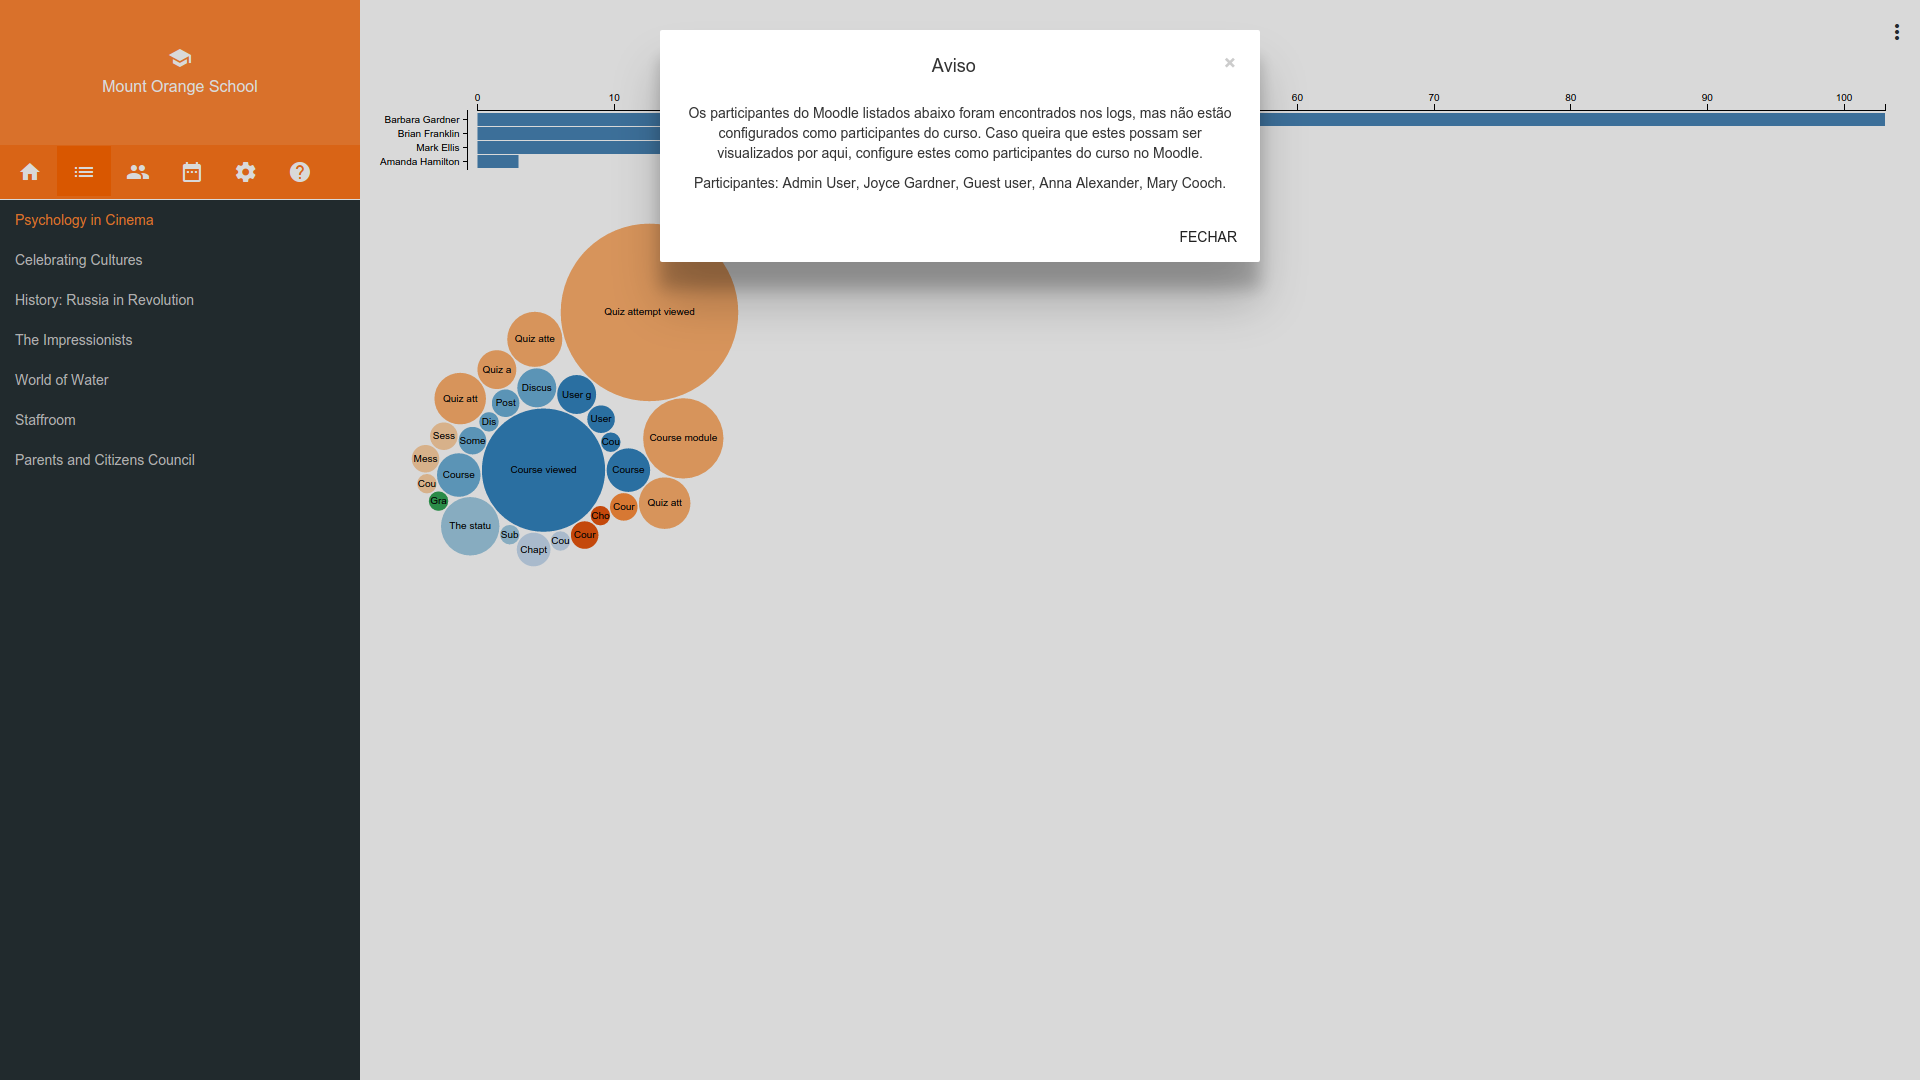 Mount Orange School
Psychology in Cinema
Celebrating Cultures
History: Russia in Revolution
The Impressionists
World of Water
Staffroom
Parents and Citizens Council
Aviso
×
Os participantes do Moodle listados abaixo foram encontrados nos logs, mas não estão
configurados como participantes do curso. Caso queira que estes possam ser
visualizados por aqui, configure estes como participantes do curso no Moodle.
Participantes: Admin User, Joyce Gardner, Guest user, Anna Alexander, Mary Cooch.
FECHAR
0 10 60 70 80 90 100
Barbara Gardner
Brian Franklin
Mark Ellis
Amanda Hamilton
Quiz attempt viewed
Quiz atte
Quiz a
Discus
User g
Quiz att
Post
User
Dis
Sess
Some
Cou
Course module
Mess
Course
Course viewed
Course
Cou
Gra
Quiz att
Cour
Cho
The statu
Sub
Cour
Cou
Chapt